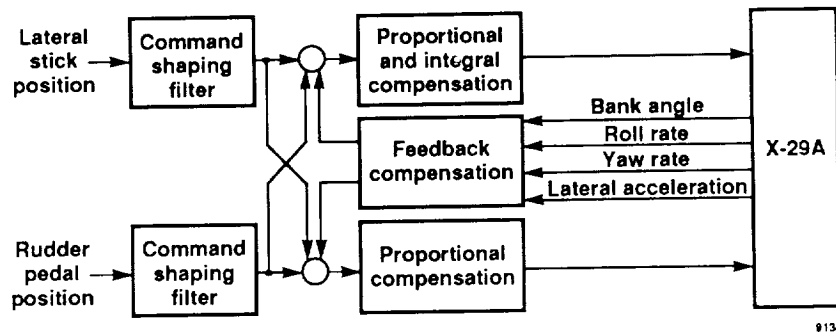 Lateral
stick
position
Command
shaping
filter
Proportional
and integral
compensation
Bank angle
Roll rate
Yaw rate
Lateral acceleration
X-29A
Feedback
compensation
Rudder
pedal
position
Command
shaping
filter
Proportional
compensation
913